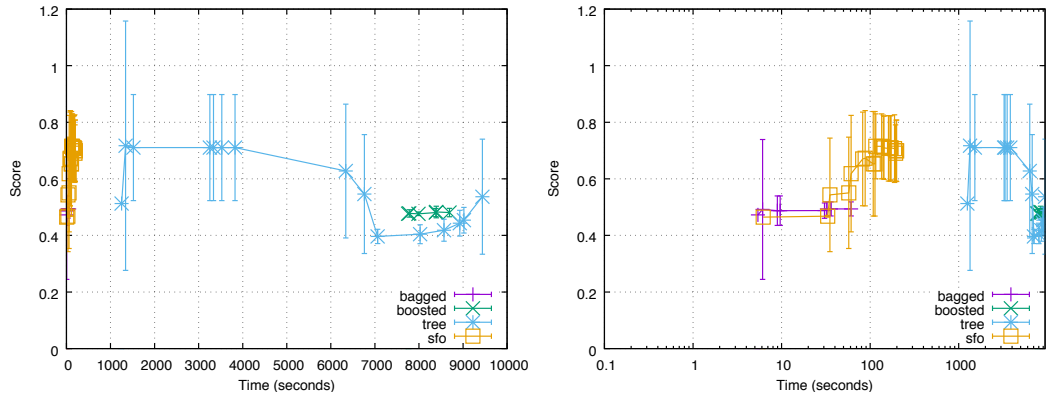 1.2
1
0.8
0.6
0.4
0.2
0
Score
0 1000 2000 3000 4000 5000 6000 7000 8000 9000 10000
Time (seconds)
bagged
boosted
tree
sfo
1.2
1
0.8
0.6
0.4
0.2
0
Score
0.1 1 10 100 1000
Time (seconds)
bagged
boosted
tree
sfo